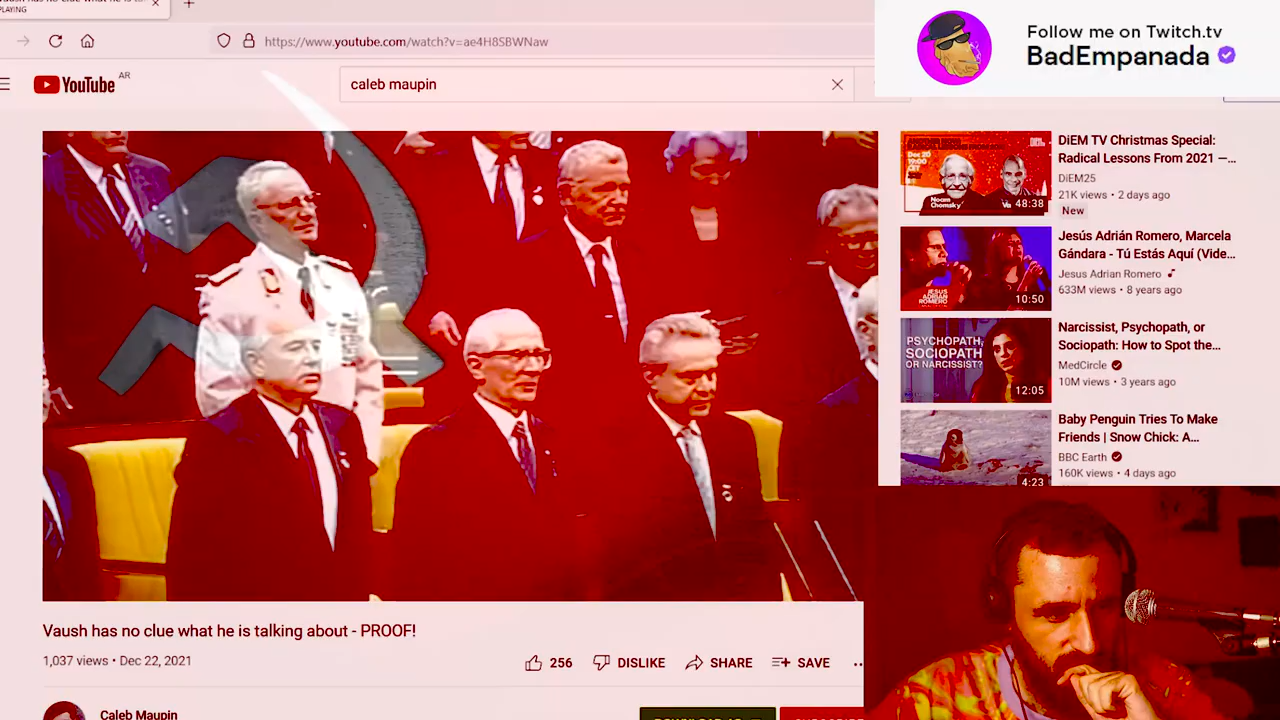 PLAYING
https://www.youtube.com/watch?v=ae4H8SBWNaw
YouTube AR
caleb maupin
Follow me on Twitch.tv
BadEmpanada
DiEM TV Christmas Special:
Radical Lessons From 2021 —...
DiEM25
21K views • 2 days ago
New
Noam
Chomsky
48:38
Jesús Adrián Romero, Marcela
Gándara - Tú Estás Aquí (Vide...
Jesus Adrian Romero
633M views • 8 years ago
JESUS
ADRIAN
ROMERO
10:50
Narcissist, Psychopath, or
Sociopath: How to Spot the...
MedCircle
10M views • 3 years ago
PSYCHOPATH,
SOCIOPATH
OR NARCISSIST?
12:05
Baby Penguin Tries To Make
Friends | Snow Chick: A...
BBC Earth
160K views • 4 days ago
4:23
Vaush has no clue what he is talking about - PROOF!
1,037 views • Dec 22, 2021
256 DISLIKE SHARE SAVE ..
Caleb Maupin